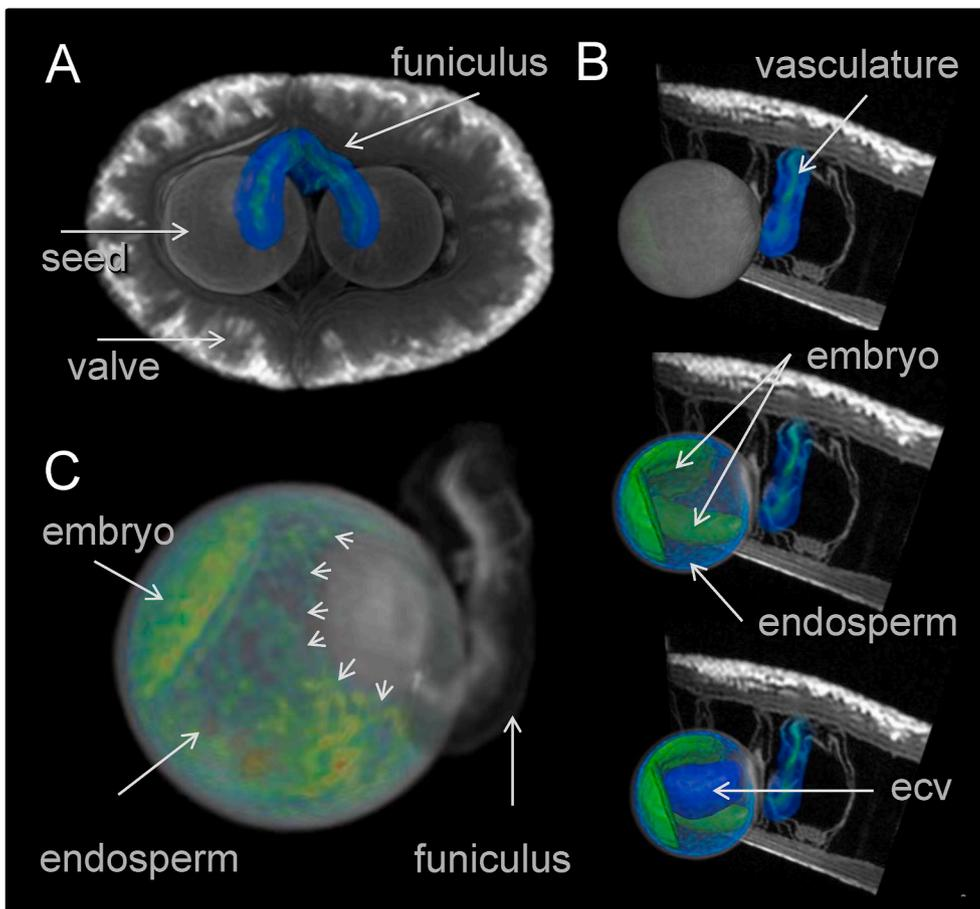 A
funiculus
seed
valve
B
vasculature
embryo
endosperm
ecv
C
embryo
endosperm
funiculus